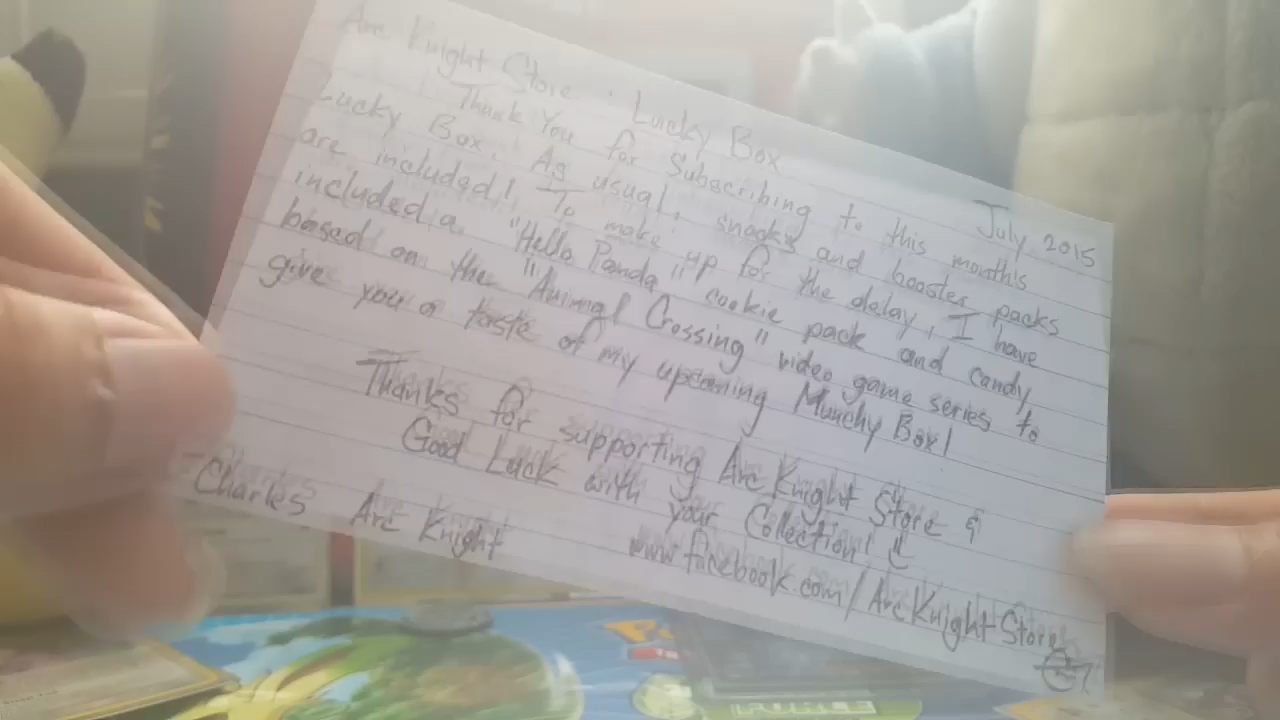 Arc Knight Store · Lucky Box
July 2015
Thank You for Subscribing to this month's
Lucky Box. As usual, snacks and booster packs
are included! To make up for the delay, I have
included a "Hello Panda" cookie pack and candy
based on the "Animal Crossing" video game series to
give you a taste of my upcoming Munchy Box!
Thanks for supporting Arc Knight Store &
Good Luck with your Collection!
- Charles Arc Knight
www.facebook.com/ArcKnightStore